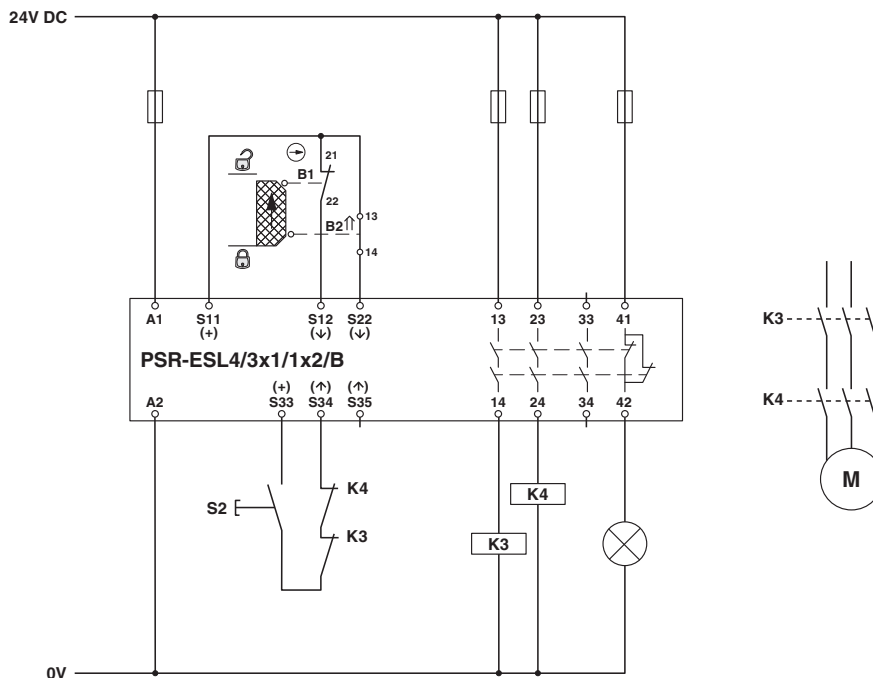 24V DC
21
B1
22
B2
13
14
A1 S11 S12 S22 13 23 33 41
(+)
PSR-ESL4/3x1/1x2/B
(+)
A2 S33 S34 S35 14 24 34 42
K3
K4
M
K4
S2 K4
K3 K3
0V